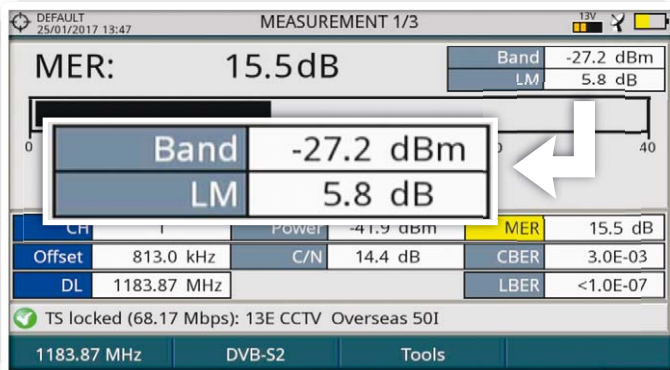 DEFAULT
25/01/2017 13:47
MEASUREMENT 1/3
13V
MER: 15.5dB
Band -27.2 dBm
LM 5.8 dB
0 40
Band -27.2 dBm
LM 5.8 dB
CH 1 Power -41.9 dBm MER 15.5 dB
Offset 813.0 kHz C/N 14.4 dB CBER 3.0E-03
DL 1183.87 MHz LBER <1.0E-07
TS locked (68.17 Mbps): 13E CCTV Overseas 50I
1183.87 MHz DVB-S2 Tools